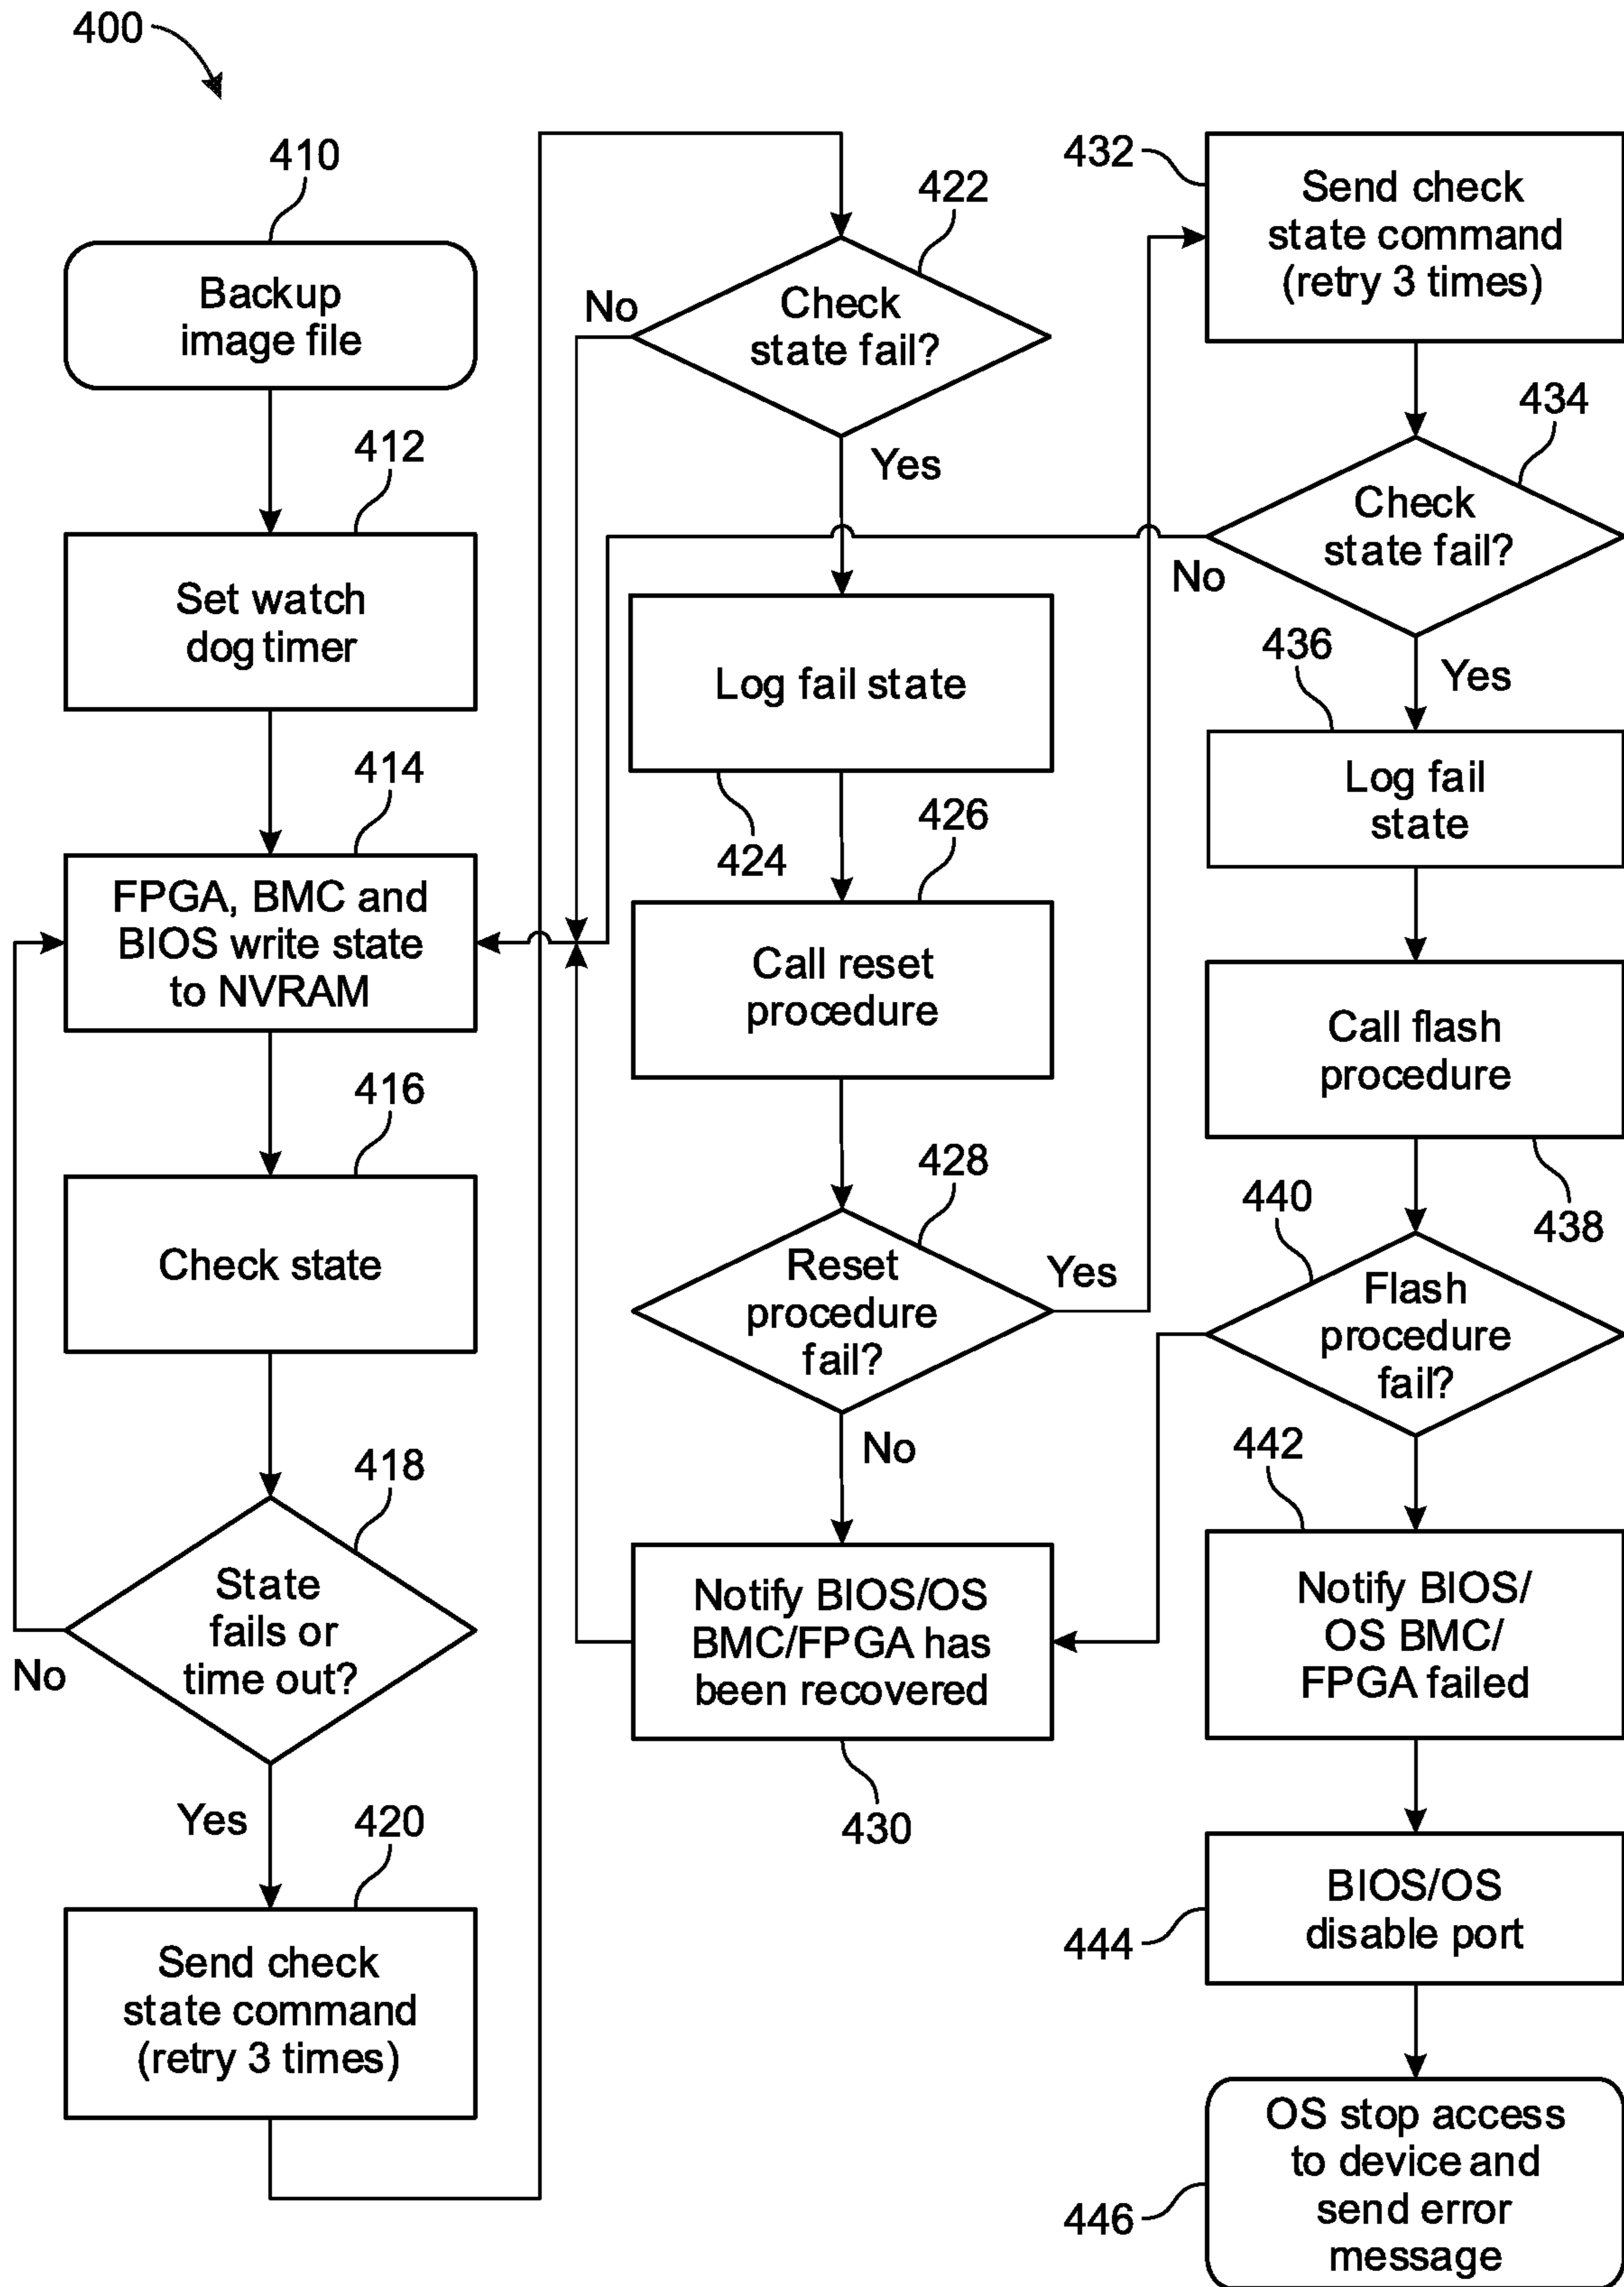 400
410
Backup
image file
412
Set watch
dog timer
414
FPGA, BMC and
BIOS write state
to NVRAM
416
Check state
418
State
fails or
time out?
No
Yes
420
Send check
state command
(retry 3 times)
422
Check
state fail?
No
Yes
Log fail state
424
426
Call reset
procedure
428
Reset
procedure
fail?
Yes
No
Notify BIOS/OS
BMC/FPGA has
been recovered
430
432
Send check
state command
(retry 3 times)
434
Check
state fail?
No
Yes
436
Log fail
state
Call flash
procedure
438
440
Flash
procedure
fail?
442
Notify BIOS/
OS BMC/
FPGA failed
BIOS/OS
disable port
444
OS stop access
to device and
send error
message
446